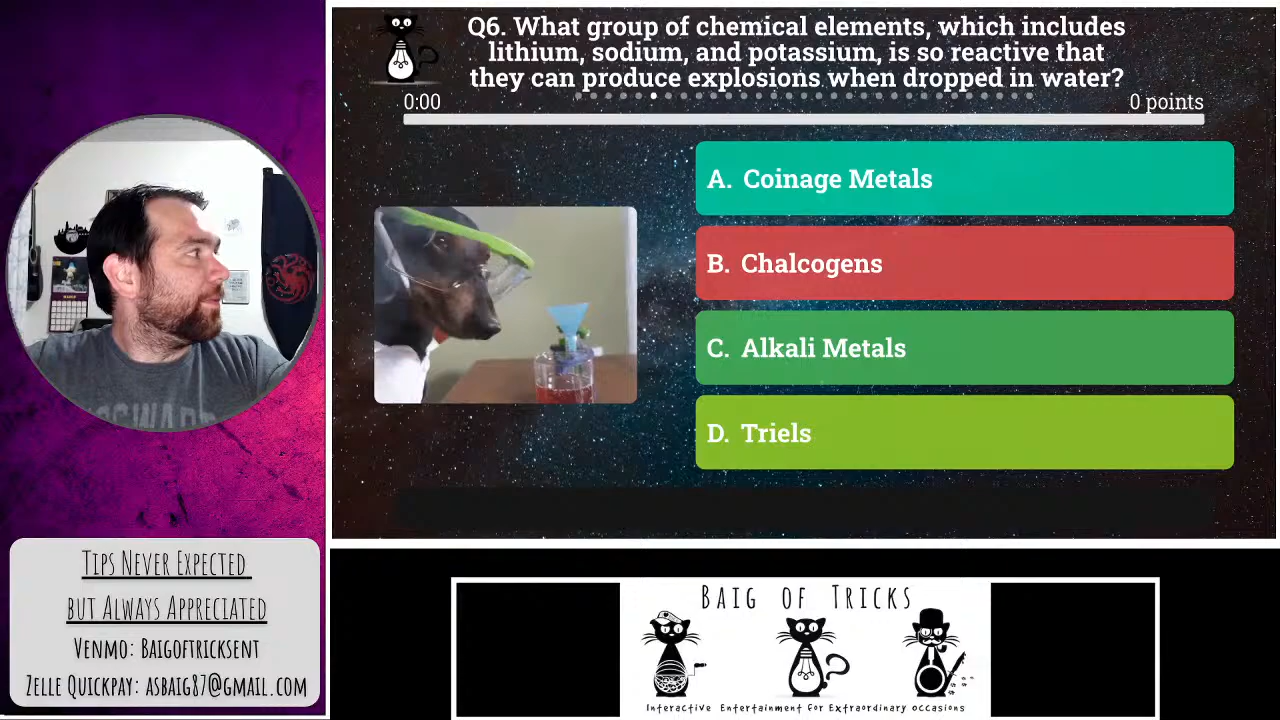 Q6. What group of chemical elements, which includes
lithium, sodium, and potassium, is so reactive that
they can produce explosions when dropped in water?
0:00
0 points
A. Coinage Metals
B. Chalcogens
C. Alkali Metals
D. Triels
Tips Never Expected
but Always Appreciated
Venmo: Baigoftricksent
Zelle Quickpay: asbaig87@gmail.com
Baig of Tricks
Interactive Entertainment for Extraordinary Occasions